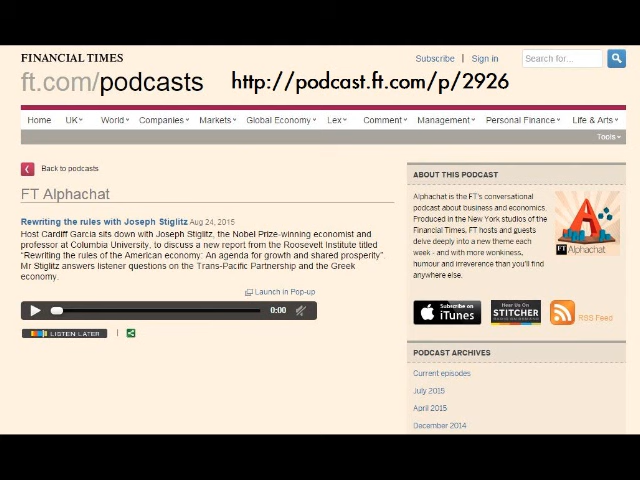 FINANCIAL TIMES
Subscribe | Sign in
Search for...
ft.com/podcasts
http://podcast.ft.com/p/2926
Home UK World Companies Markets Global Economy Lex Comment Management Personal Finance Life & Arts
Tools
Back to podcasts
FT Alphachat
Rewriting the rules with Joseph Stiglitz Aug 24, 2015
Host Cardiff Garcia sits down with Joseph Stiglitz, the Nobel Prize-winning economist and
professor at Columbia University, to discuss a new report from the Roosevelt Institute titled
"Rewriting the rules of the American economy: An agenda for growth and shared prosperity".
Mr Stiglitz answers listener questions on the Trans-Pacific Partnership and the Greek
economy.
Launch in Pop-up
0:00
LISTEN LATER |
ABOUT THIS PODCAST
Alphachat is the FT's conversational
podcast about business and economics.
Produced in the New York studios of the
Financial Times, FT hosts and guests
delve deeply into a new theme each
week - and with more wonkiness,
humour and irreverence than you'll find
anywhere else.
FT Alphachat
Subscribe on
iTunes
Hear Us On
STITCHER
RSS Feed
PODCAST ARCHIVES
Current episodes
July 2015
April 2015
December 2014